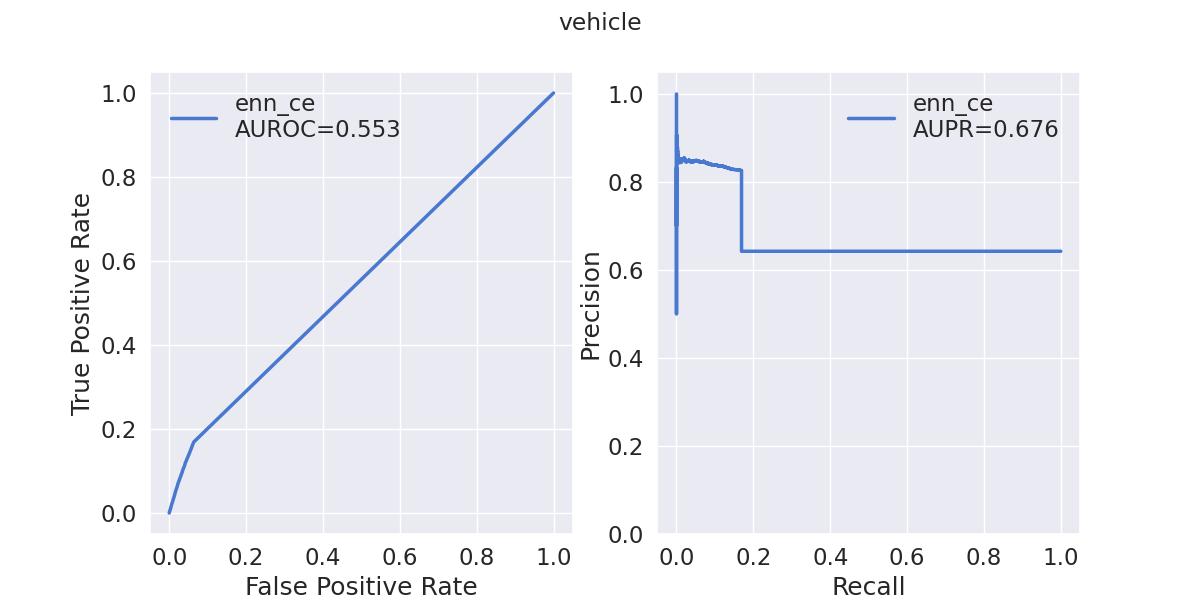 vehicle
enn_ce
AUROC=0.553
1.0
0.8
0.6
0.4
0.2
0.0
True Positive Rate
0.0 0.2 0.4 0.6 0.8 1.0
False Positive Rate
enn_ce
AUPR=0.676
1.0
0.8
0.6
0.4
0.2
0.0
Precision
0.0 0.2 0.4 0.6 0.8 1.0
Recall